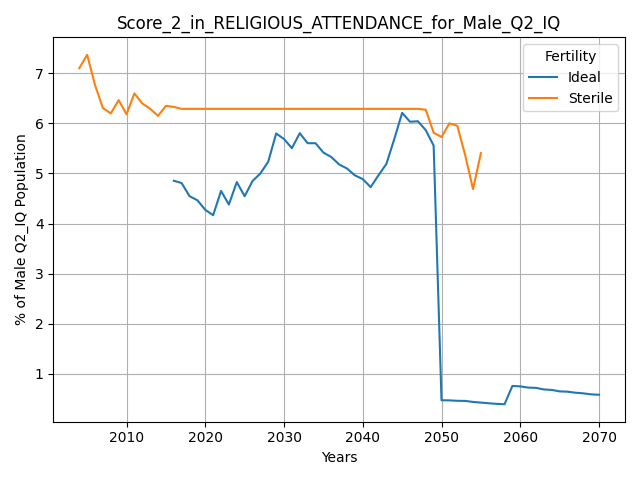 Score_2_in_RELIGIOUS_ATTENDANCE_for_Male_Q2_IQ
Fertility
Ideal
Sterile
% of Male Q2_IQ Population
7
6
5
4
3
2
1
2010 2020 2030 2040 2050 2060 2070
Years